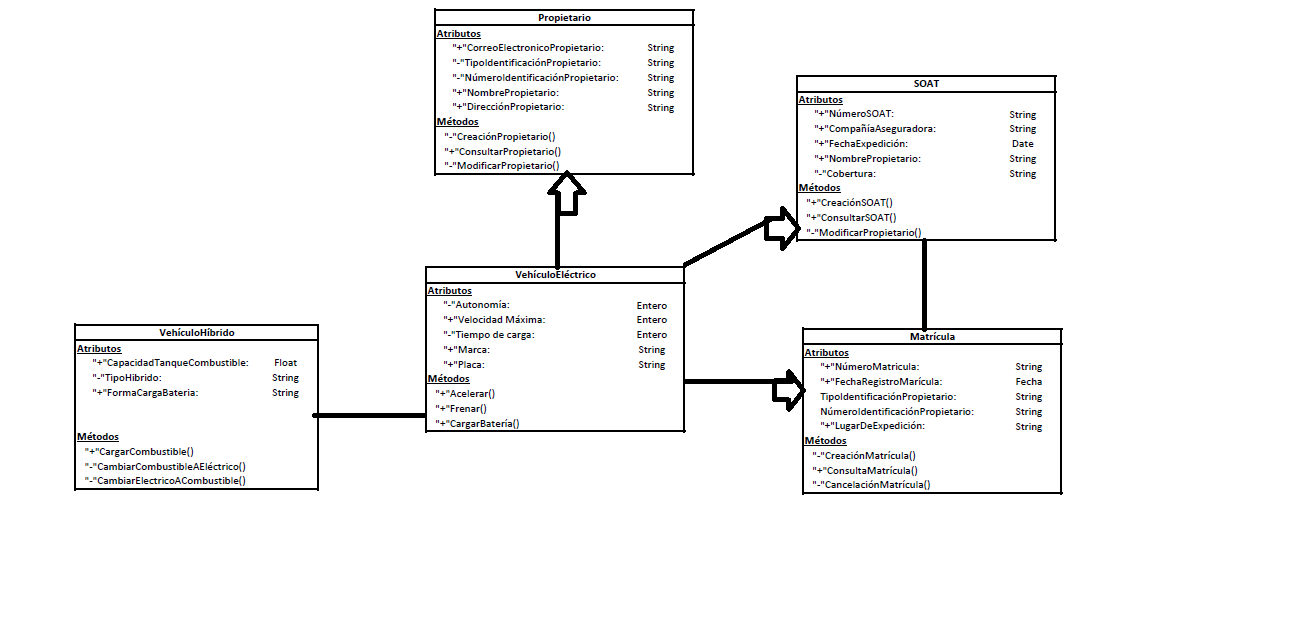 Propietario
Atributos
"+"CorreoElectronicoPropietario: String
"-"TipoIdentificaciónPropietario: String
"-"NúmeroIdentificaciónPropietario: String
"+"NombrePropietario: String
"+"DirecciónPropietario: String
Métodos
"-"CreaciónPropietario()
"+"ConsultarPropietario()
"-"ModificarPropietario()
SOAT
Atributos
"+"NúmeroSOAT: String
"+"CompañíaAseguradora: String
"+"FechaExpedición: Date
"+"NombrePropietario: String
"-"Cobertura: String
Métodos
"+"CreaciónSOAT()
"+"ConsultarSOAT()
"-"ModificarPropietario()
VehículoEléctrico
Atributos
"-"Autonomía: Entero
"+"Velocidad Máxima: Entero
"-"Tiempo de carga: Entero
"+"Marca: String
"+"Placa: String
Métodos
"+"Acelerar()
"+"Frenar()
"+"CargarBatería()
VehículoHíbrido
Atributos
"+"CapacidadTanqueCombustible: Float
"-"TipoHibrido: String
"+"FormaCargaBateria: String
Métodos
"+"CargarCombustible()
"-"CambiarCombustibleAEléctrico()
"-"CambiarElectricoACombustible()
Matrícula
Atributos
"+"NúmeroMatricula: String
"+"FechaRegistroMarícula: Fecha
TipoIdentificaciónPropietario: String
NúmeroIdentificaciónPropietario: String
"+"LugarDeExpedición: String
Métodos
"-"CreaciónMatrícula()
"+"ConsultaMatrícula()
"-"CancelaciónMatrícula()